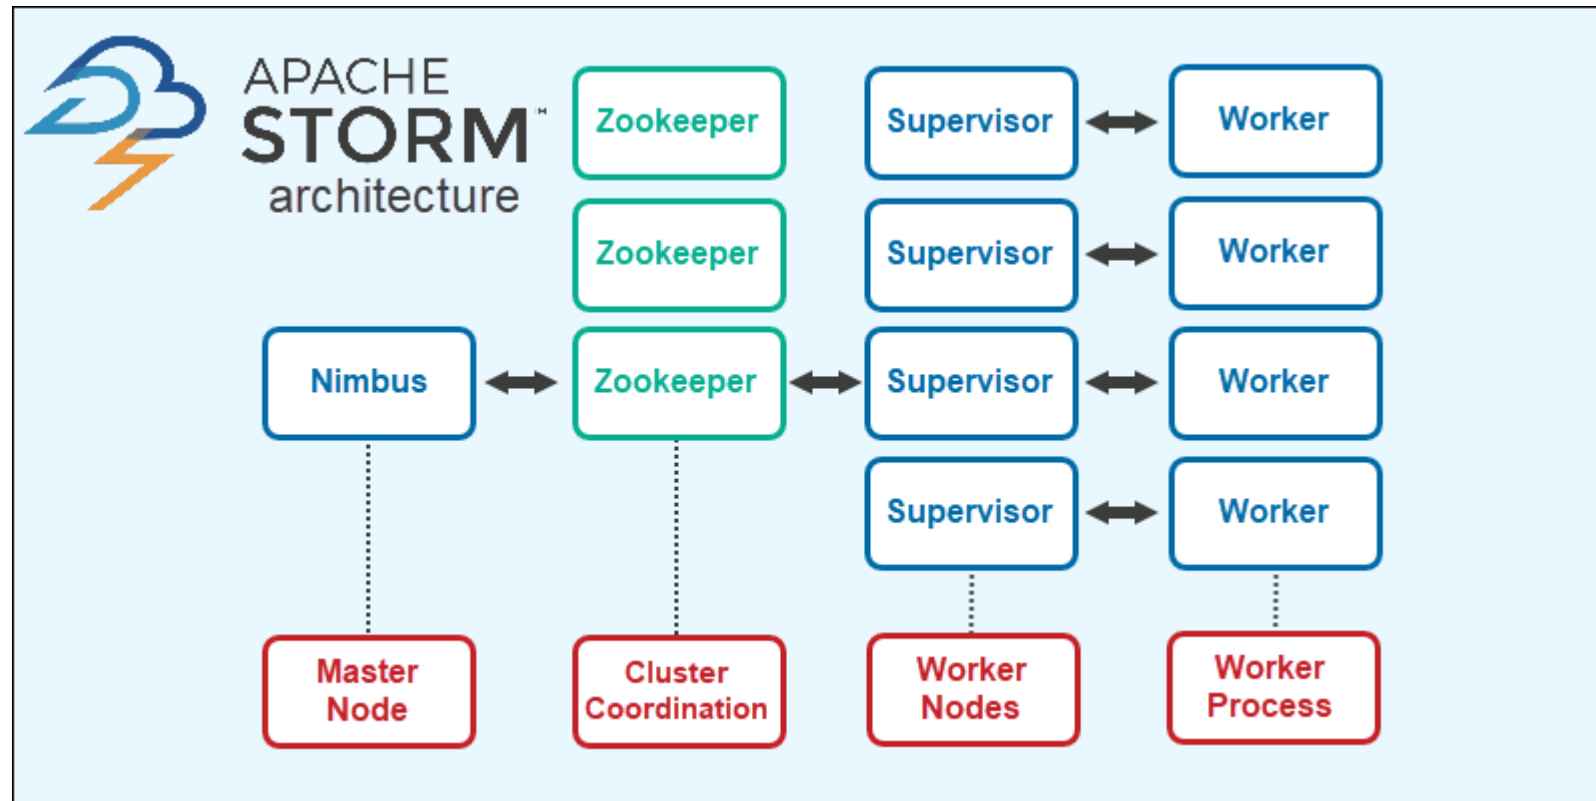 APACHE
STORM™
architecture
Zookeeper
Supervisor
Worker
Zookeeper
Supervisor
Worker
Nimbus
Zookeeper
Supervisor
Worker
Supervisor
Worker
Master
Node
Cluster
Coordination
Worker
Nodes
Worker
Process